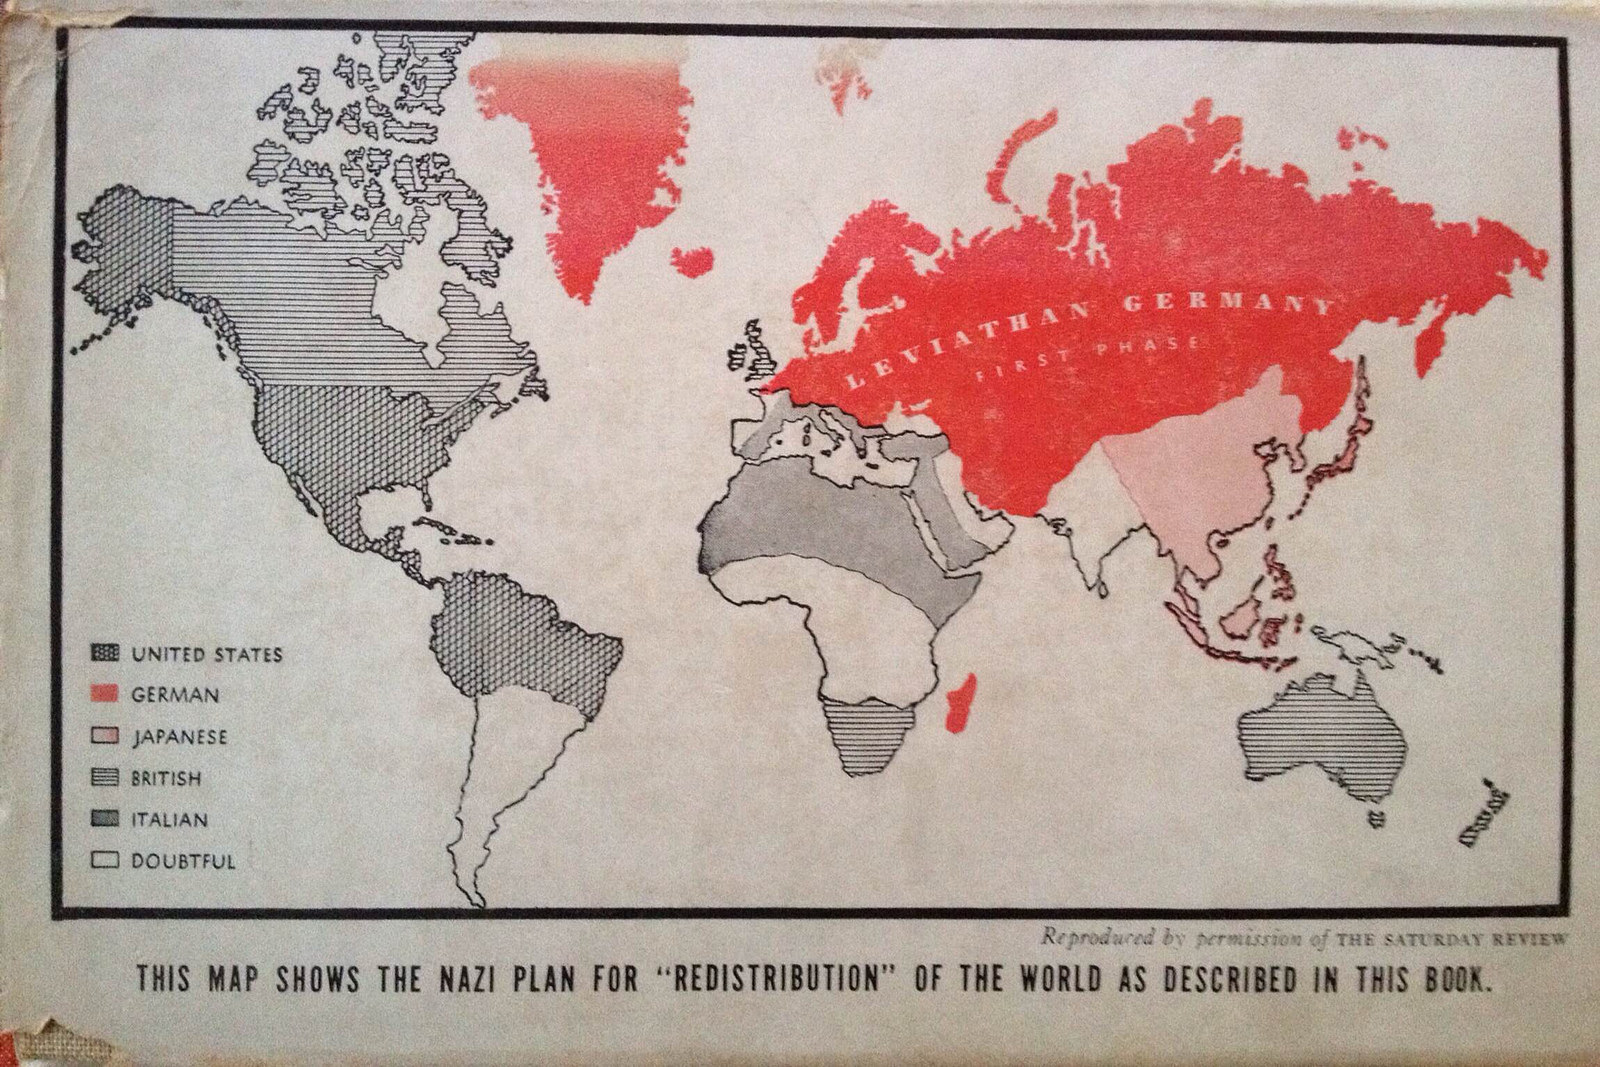 LEVIATHAN GERMANY
FIRST PHASE
UNITED STATES
GERMAN
JAPANESE
BRITISH
ITALIAN
DOUBTFUL
Reproduced by permission of THE SATURDAY REVIEW
THIS MAP SHOWS THE NAZI PLAN FOR “REDISTRIBUTION” OF THE WORLD AS DESCRIBED IN THIS BOOK.